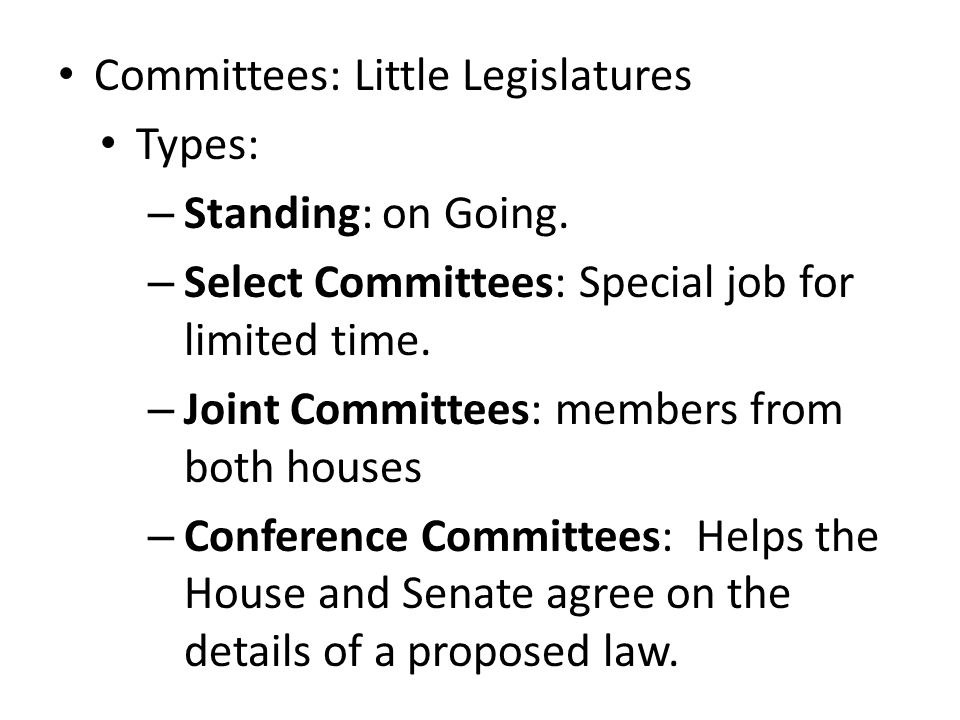 • Committees: Little Legislatures
• Types:
– Standing: on Going.
– Select Committees: Special job for
limited time.
– Joint Committees: members from
both houses
– Conference Committees:  Helps the
House and Senate agree on the
details of a proposed law.